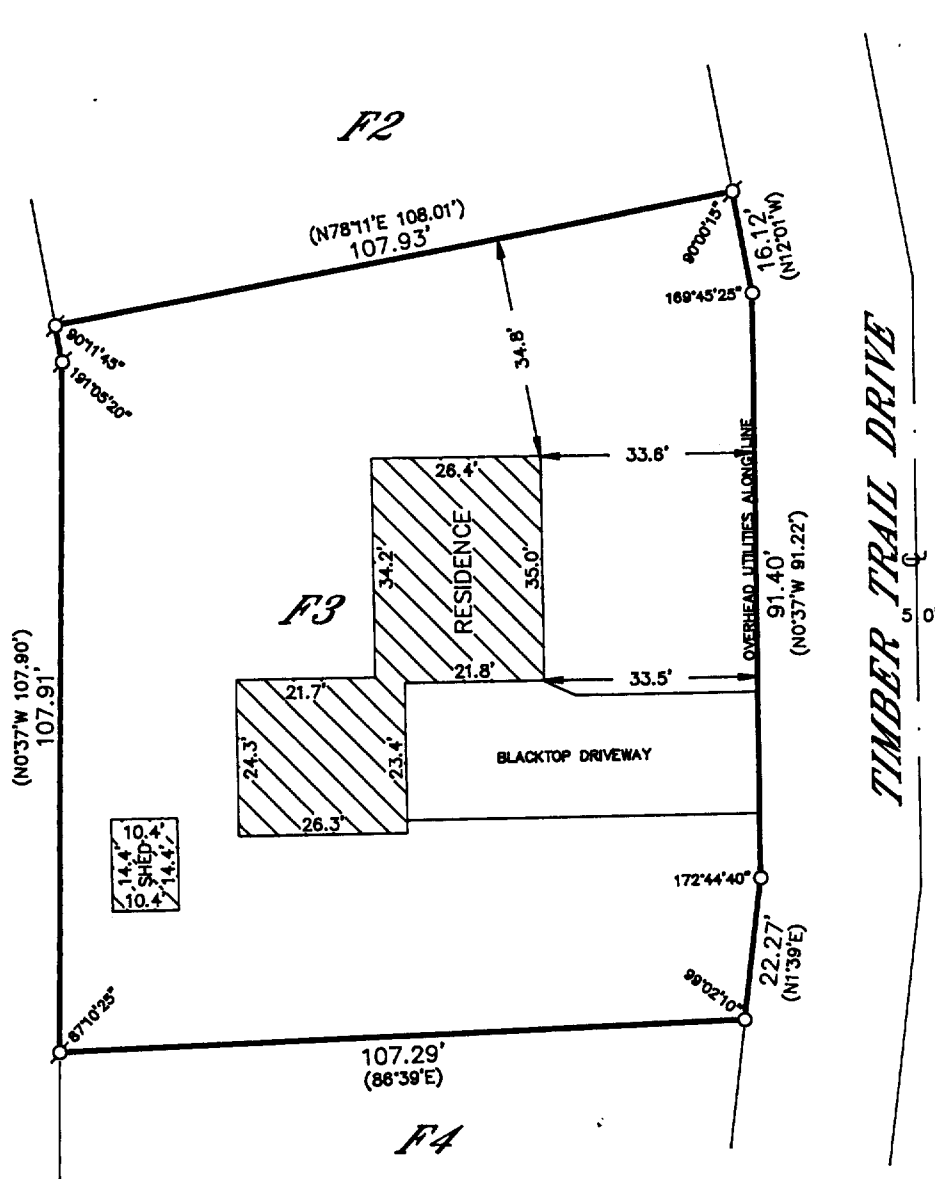 F2
(N78°11'E 108.01')
107.93'
90°00'15"
16.12'
(N12°01'W)
169°45'25"
90°11'45"
191°05'20"
34.8'
33.6'
26.4'
RESIDENCE
34.2'
35.0'
OVERHEAD UTILITIES ALONG LINE
91.40'
(N0°37'W 91.22')
TIMBER TRAIL DRIVE
50
F3
(N0°37'W 107.90')
107.91'
21.8'
21.7'
33.5'
24.3'
23.4'
BLACKTOP DRIVEWAY
26.3'
10.4'
14.4'
SHED
14.4'
10.4'
172°44'40"
22.27'
(N1°39'E)
99°02'10"
87°10'25"
107.29'
(86°39'E)
F4